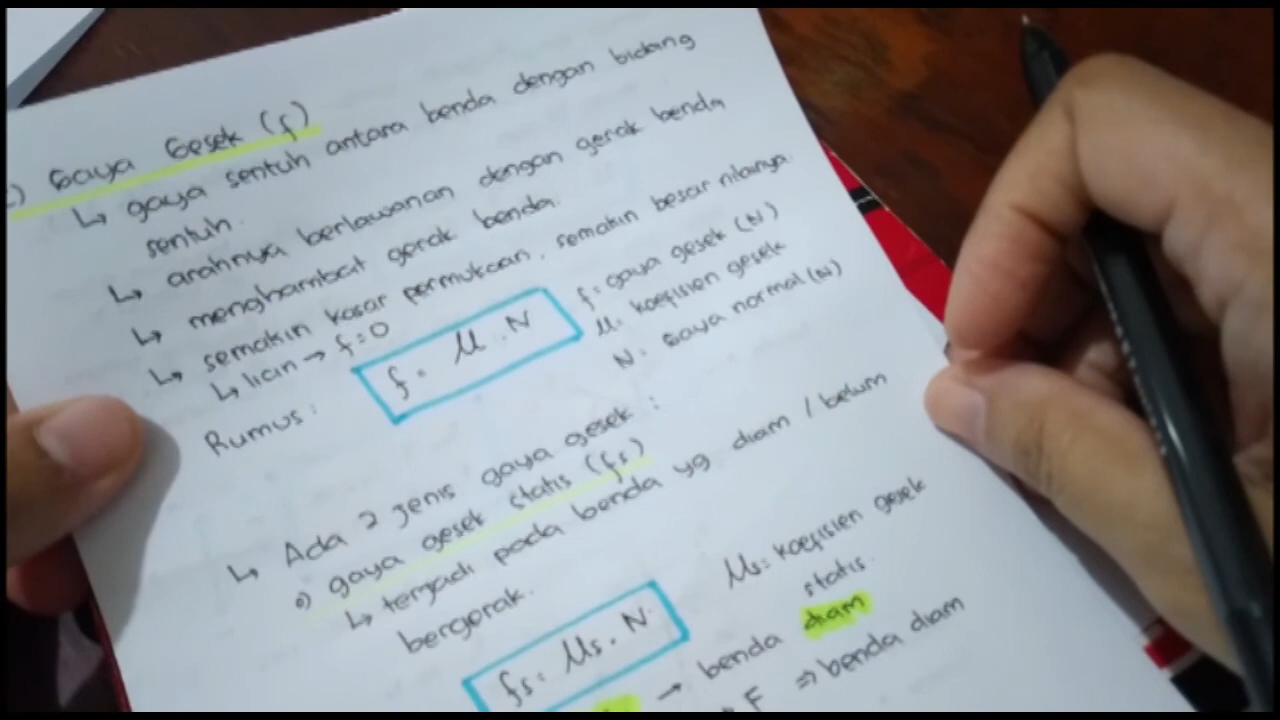 ) Gaya Gesek (f)
↳ gaya sentuh antara benda dengan bidang
sentuh.
↳ arahnya berlawanan dengan gerak benda
↳ menghambat gerak benda.
↳ semakin kasar permukaan, semakin besar nilainya
↳ licin → f = 0
Rumus :
f = μ . N
f = gaya gesek (N)
μ = koefisien gesek
N = Gaya normal (N)
↳ Ada 2 jenis gaya gesek :
o) gaya gesek statis (fs)
↳ terjadi pada benda yg diam / belum
bergerak.
fs = μs . N
μs = koefisien gesek
statis.
→ benda diam
F ⇒ benda diam